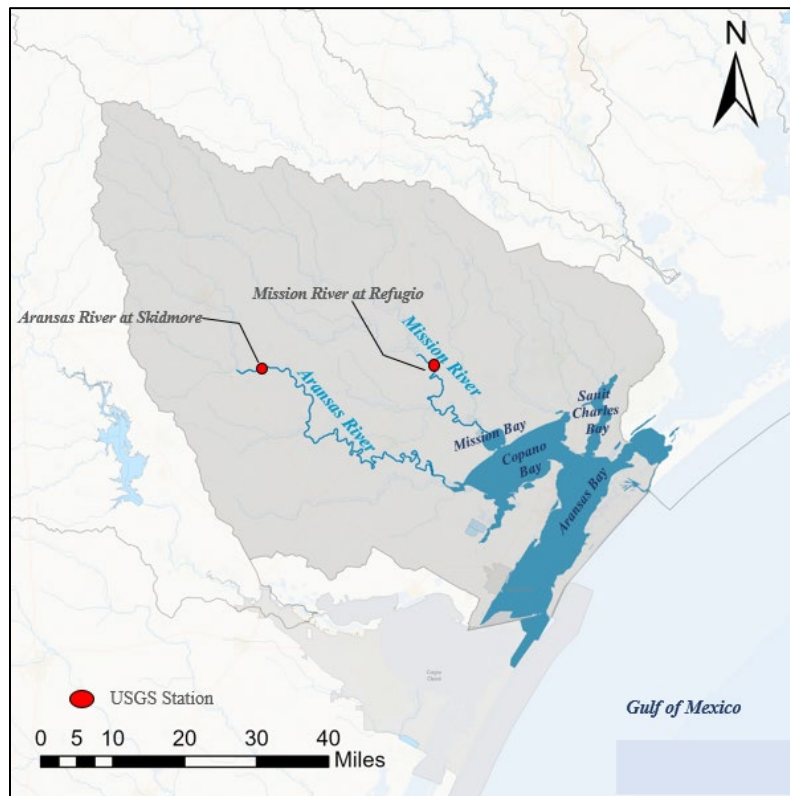 N
Mission River at Refugio
Aransas River at Skidmore
Mission River
Aransas River
Sanit
Charles
Bay
Mission Bay
Copano
Bay
Aransas Bay
Gulf of Mexico
USGS Station
0 5 10 20 30 40
Miles